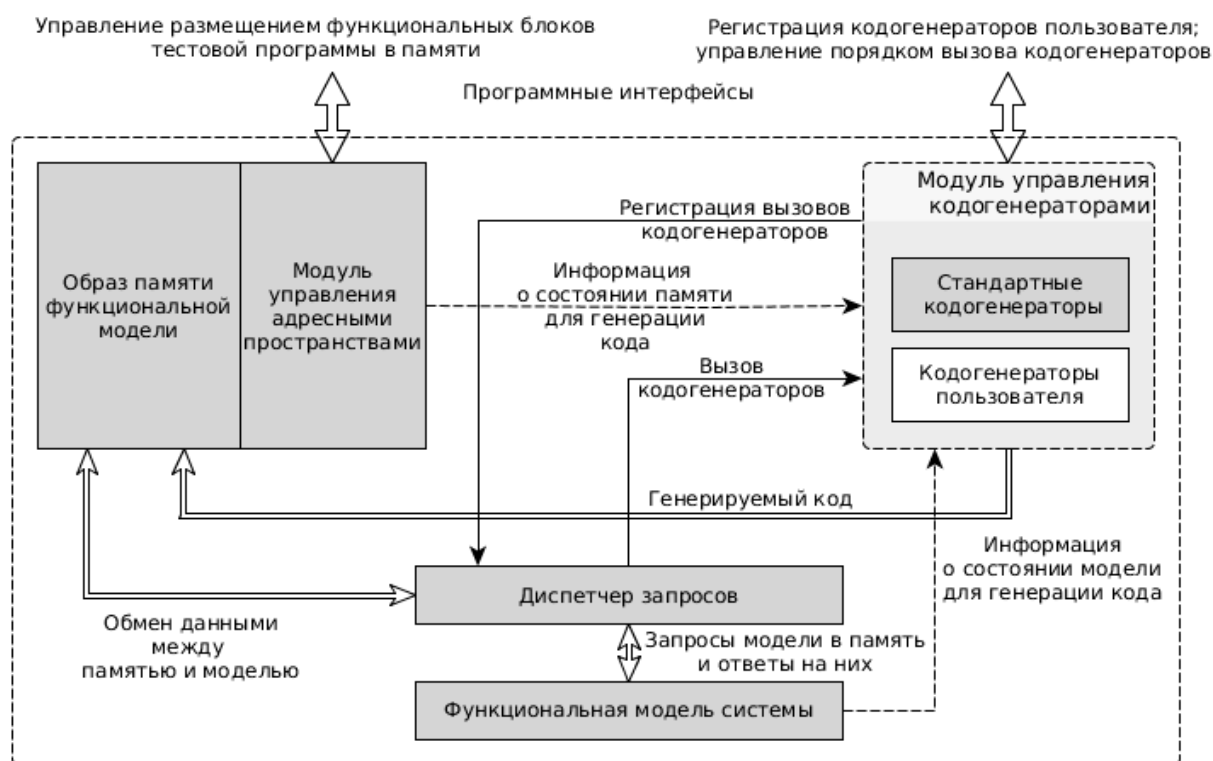 Управление размещением функциональных блоков
тестовой программы в памяти
Регистрация кодогенераторов пользователя;
управление порядком вызова кодогенераторов
Программные интерфейсы
Образ памяти
функциональной
модели
Модуль
управления
адресными
пространствами
Регистрация вызовов
кодогенераторов
Информация
о состоянии памяти
для генерации
кода
Вызов
кодогенераторов
Модуль управления
кодогенераторами
Стандартные
кодогенераторы
Кодогенераторы
пользователя
Генерируемый код
Информация
о состоянии модели
для генерации кода
Диспетчер запросов
Обмен данными
между
памятью и моделью
Запросы модели в память
и ответы на них
Функциональная модель системы